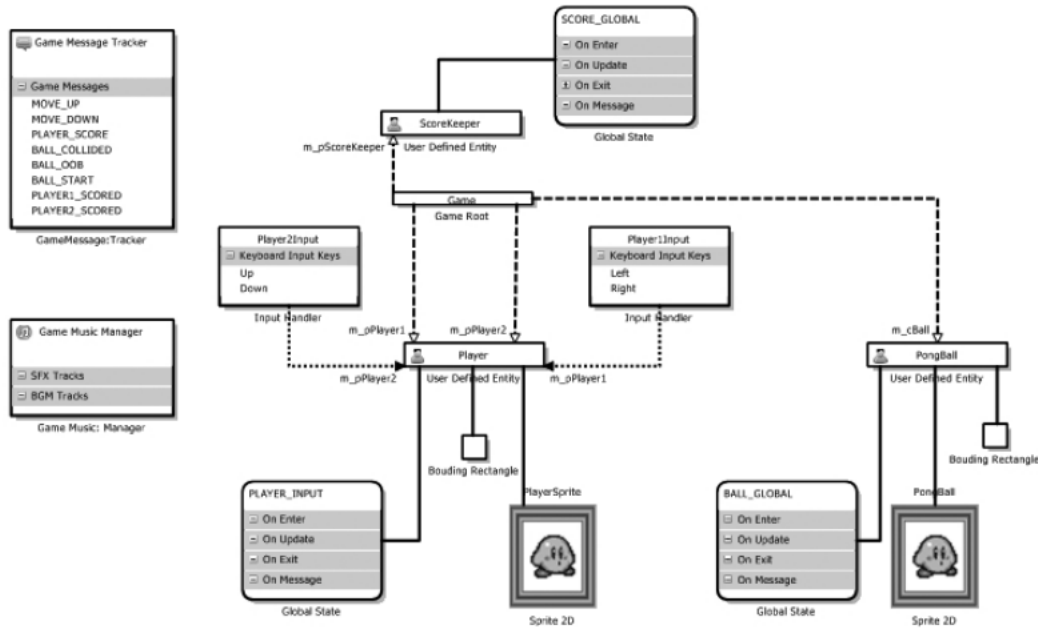 Game Message Tracker
Game Messages
MOVE_UP
MOVE_DOWN
PLAYER_SCORE
BALL_COLLIDED
BALL_OOB
BALL_START
PLAYER1_SCORED
PLAYER2_SCORED
GameMessage:Tracker
Game Music Manager
SFX Tracks
BGM Tracks
Game Music: Manager
SCORE_GLOBAL
On Enter
On Update
On Exit
On Message
Global State
ScoreKeeper
m_pScoreKeeper
User Defined Entity
Game
Game Root
Player2Input
Keyboard Input Keys
Up
Down
Input Handler
Player1Input
Keyboard Input Keys
Left
Right
Input Handler
m_pPlayer1
m_pPlayer2
Player
m_pPlayer2
User Defined Entity
m_pPlayer1
m_cBall
PongBall
User Defined Entity
Bouding Rectangle
Bouding Rectangle
PLAYER_INPUT
On Enter
On Update
On Exit
On Message
Global State
PlayerSprite
Sprite 2D
BALL_GLOBAL
On Enter
On Update
On Exit
On Message
Global State
PongBall
Sprite 2D